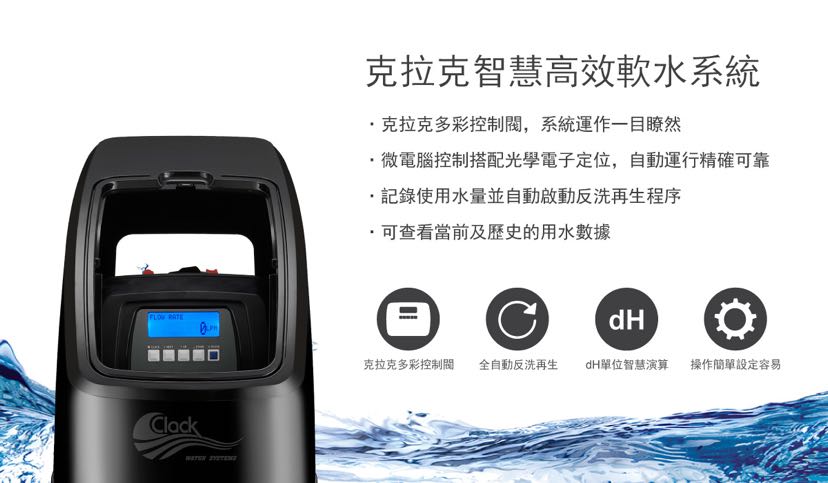 克拉克智慧高效軟水系統
・克拉克多彩控制閥，系統運作一目瞭然
・微電腦控制搭配光學電子定位，自動運行精確可靠
・記錄使用水量並自動啟動反洗再生程序
・可查看當前及歷史的用水數據
dH
克拉克多彩控制閥
全自動反洗再生
dH單位智慧演算
操作簡單設定容易
FLOW RATE
0LPM
Clack
WATER SYSTEMS